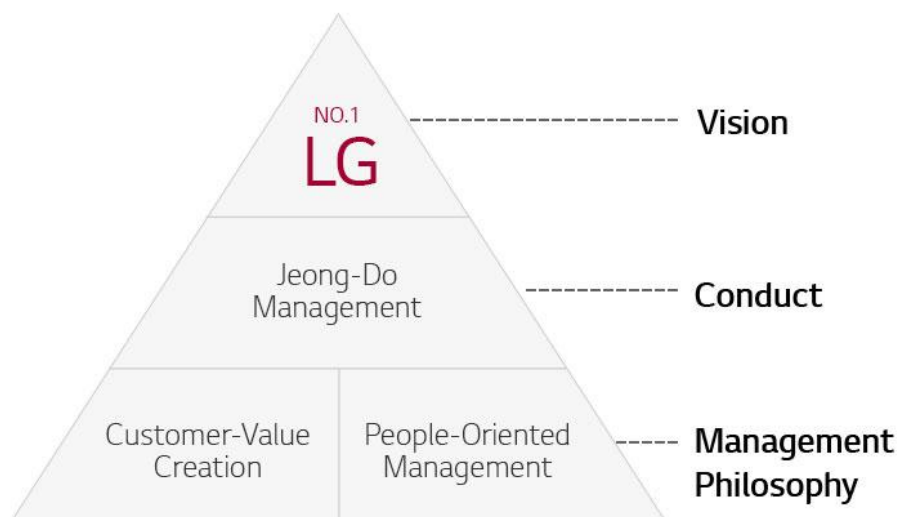 NO.1
LG
Vision
Jeong-Do
Management
Conduct
Customer-Value
Creation
People-Oriented
Management
Management
Philosophy